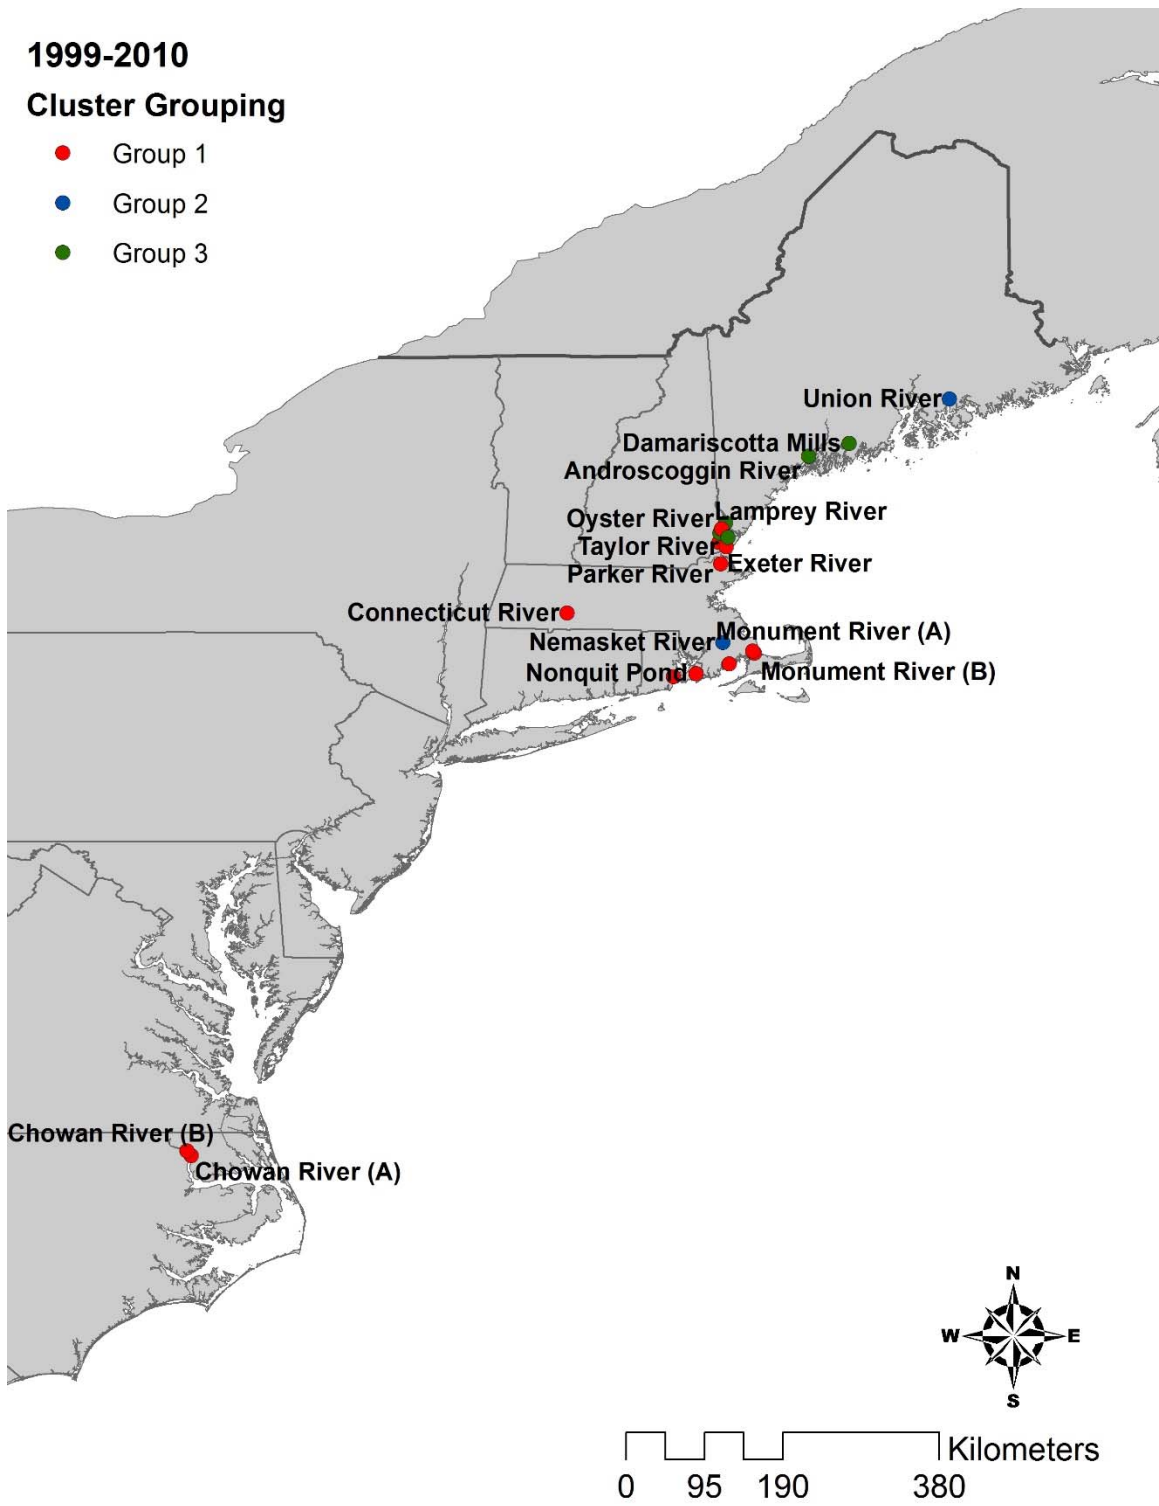 1999-2010
Cluster Grouping
Group 1
Group 2
Group 3
Union River
Damariscotta Mills
Androscoggin River
Lamprey River
Oyster River
Taylor River
Exeter River
Parker River
Connecticut River
Monument River (A)
Nemasket River
Monument River (B)
Nonquit Pond
Chowan River (B)
Chowan River (A)
N
W E
S
Kilometers
0 95 190 380